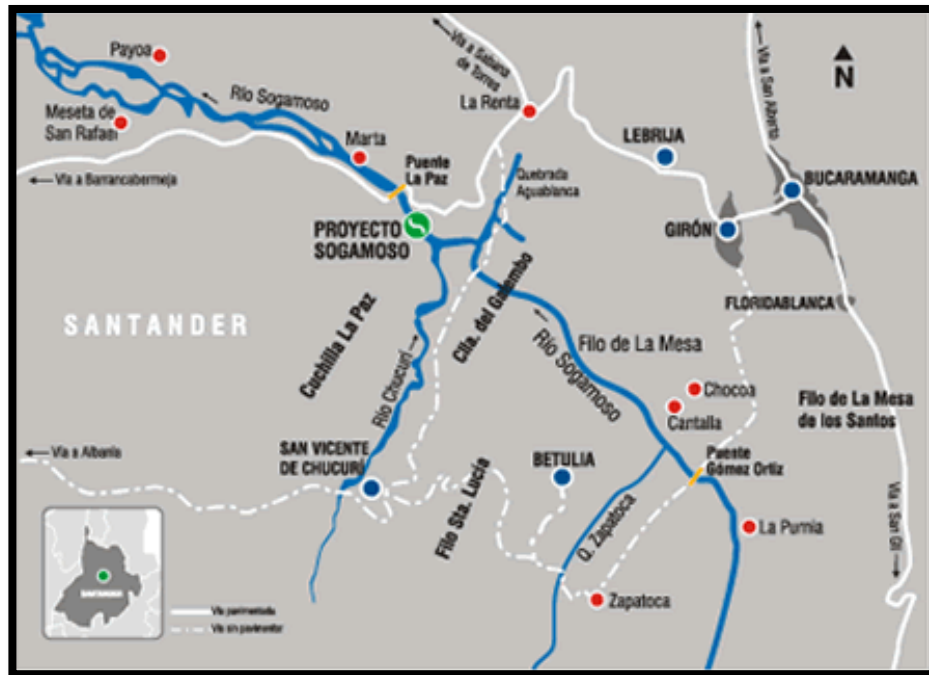 Payoa
Vía a Sabana
de Torres
Vía a San Alberto
N
Río Sogamoso
La Renta
Meseta de
San Rafael
Marta
LEBRIJA
Puente
La Paz
Quebrada
Aguablanca
BUCARAMANGA
Vía a Barrancabermeja
PROYECTO
SOGAMOSO
GIRÓN
SANTANDER
Cuchilla La Paz
Clla. del Galembo
FLORIDABLANCA
Río Chucurí
Río Sogamoso
Filo de La Mesa
Chocoa
Cantalla
Filo de La Mesa
de los Santos
Vía a Albania
SAN VICENTE
DE CHUCURÍ
BETULIA
Puente
Gómez Ortiz
Filo Sta. Lucía
Q. Zapatoca
La Purnia
Vía a San Gil
Zapatoca
SANTANDER
Vía pavimentada
Vía sin pavimentar